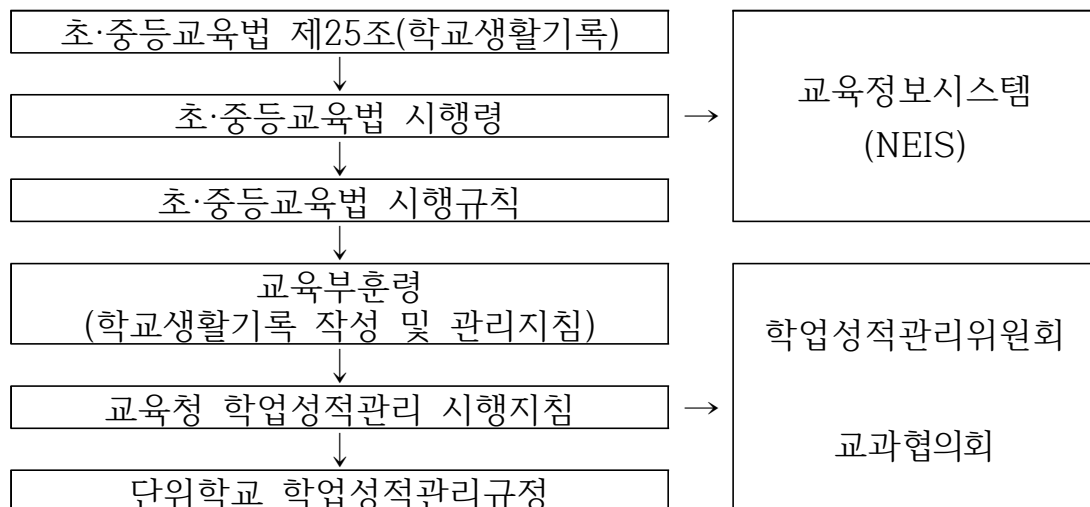 초·중등교육법 제25조(학교생활기록)
↓
초·중등교육법 시행령
→
교육정보시스템
(NEIS)
↓
초·중등교육법 시행규칙
↓
교육부훈령
(학교생활기록 작성 및 관리지침)
↓
교육청 학업성적관리 시행지침
→
학업성적관리위원회
교과협의회
↓
단위학교 학업성적관리규정